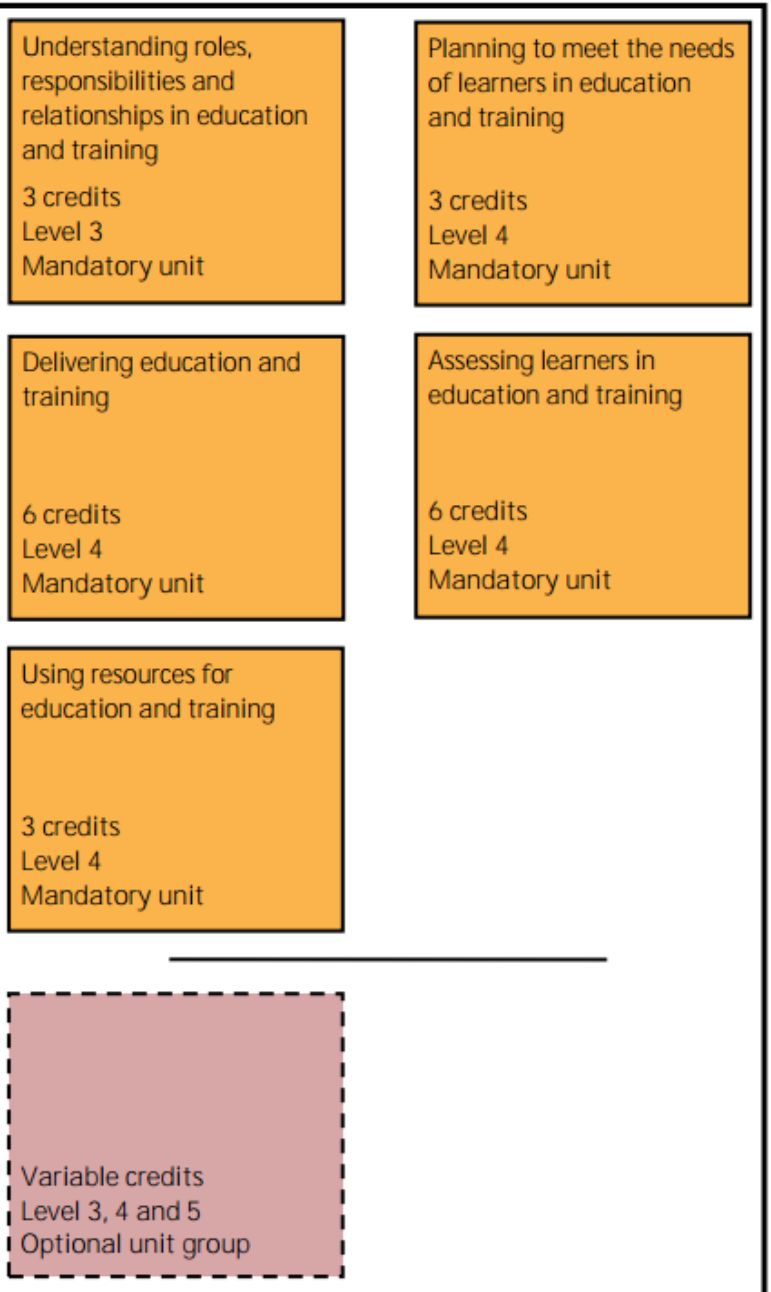 Understanding roles,
responsibilities and
relationships in education
and training
3 credits
Level 3
Mandatory unit
Planning to meet the needs
of learners in education
and training
3 credits
Level 4
Mandatory unit
Delivering education and
training
6 credits
Level 4
Mandatory unit
Assessing learners in
education and training
6 credits
Level 4
Mandatory unit
Using resources for
education and training
3 credits
Level 4
Mandatory unit
Variable credits
Level 3, 4 and 5
Optional unit group